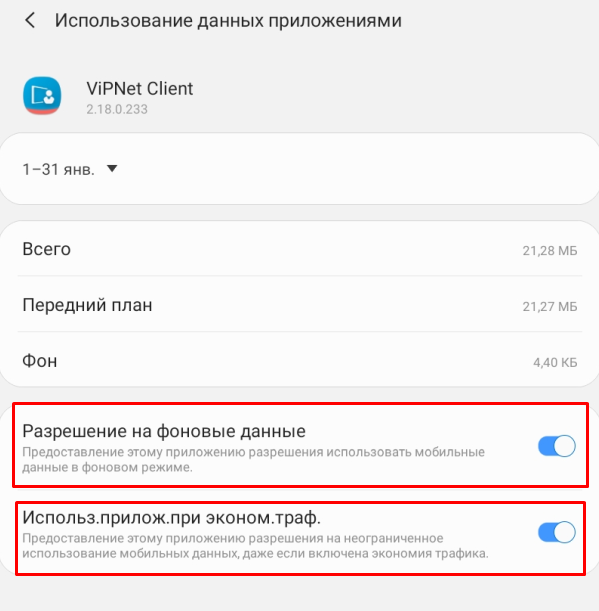 Использование данных приложениями
ViPNet Client
2.18.0.233
1–31 янв.
Всего
21,28 МБ
Передний план
21,27 МБ
Фон
4,40 КБ
Разрешение на фоновые данные
Предоставление этому приложению разрешения использовать мобильные
данные в фоновом режиме.
Использ.прилож.при эконом.траф.
Предоставление этому приложению разрешения на неограниченное
использование мобильных данных, даже если включена экономия трафика.